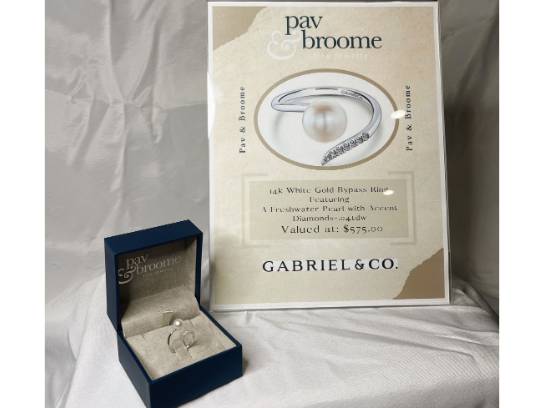 pav
& broome
Pav & Broome
Pav & Broome
14k White Gold Bypass Ring
Featuring
A Freshwater Pearl with Accent
Diamonds-.04tdw
Valued at: $575.00
GABRIEL & CO.
pav
& broome